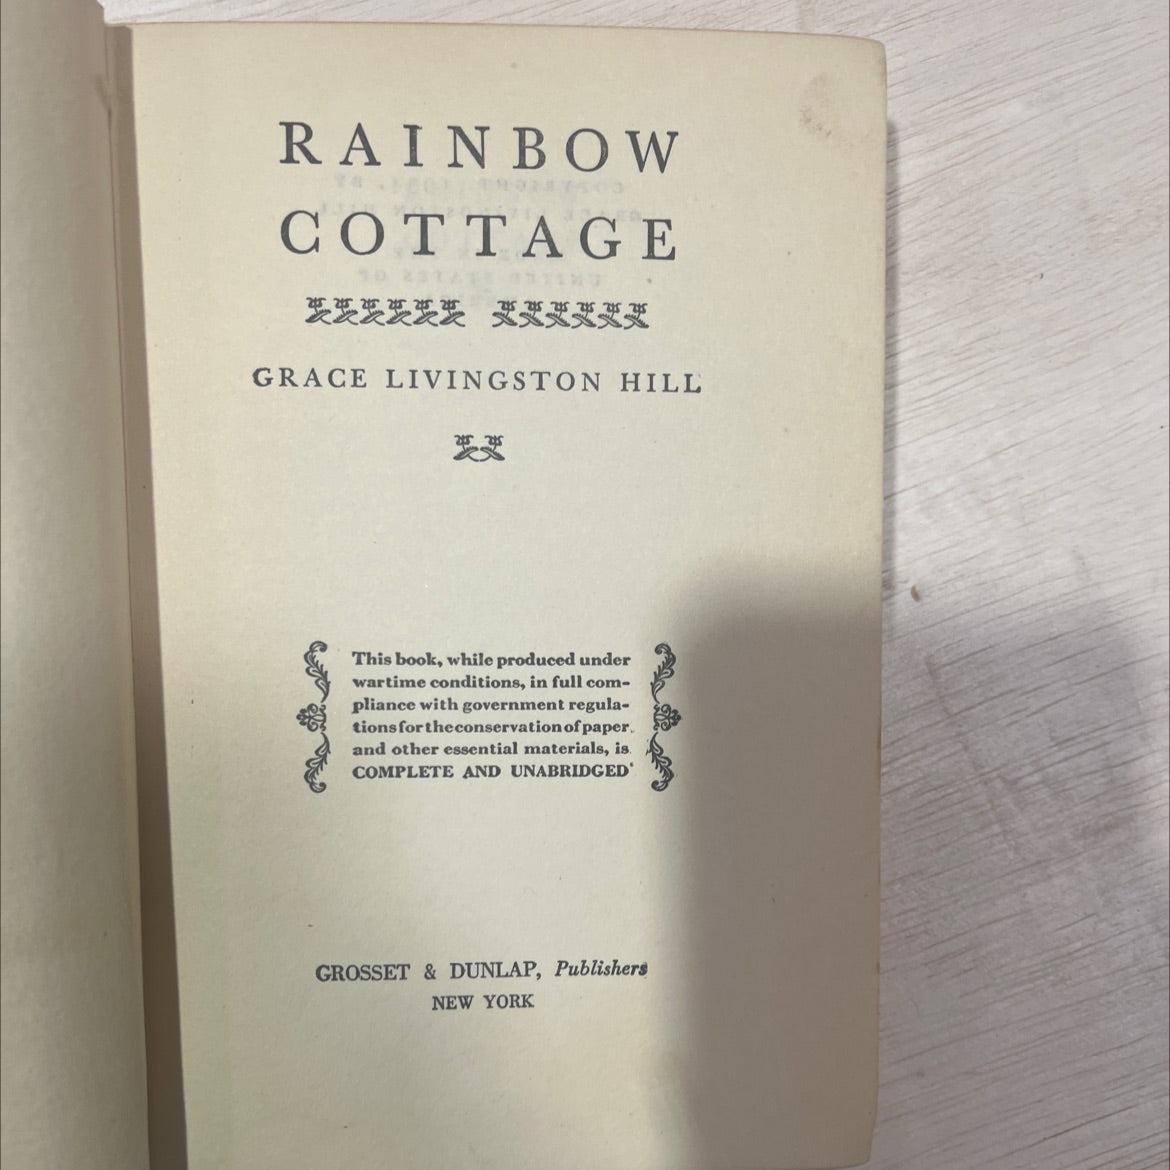 RAINBOW
COTTAGE
GRACE LIVINGSTON HILL
This book, while produced under
wartime conditions, in full com-
pliance with government regula-
tions for the conservation of paper
and other essential materials, is
COMPLETE AND UNABRIDGED
GROSSET & DUNLAP, Publishers
NEW YORK